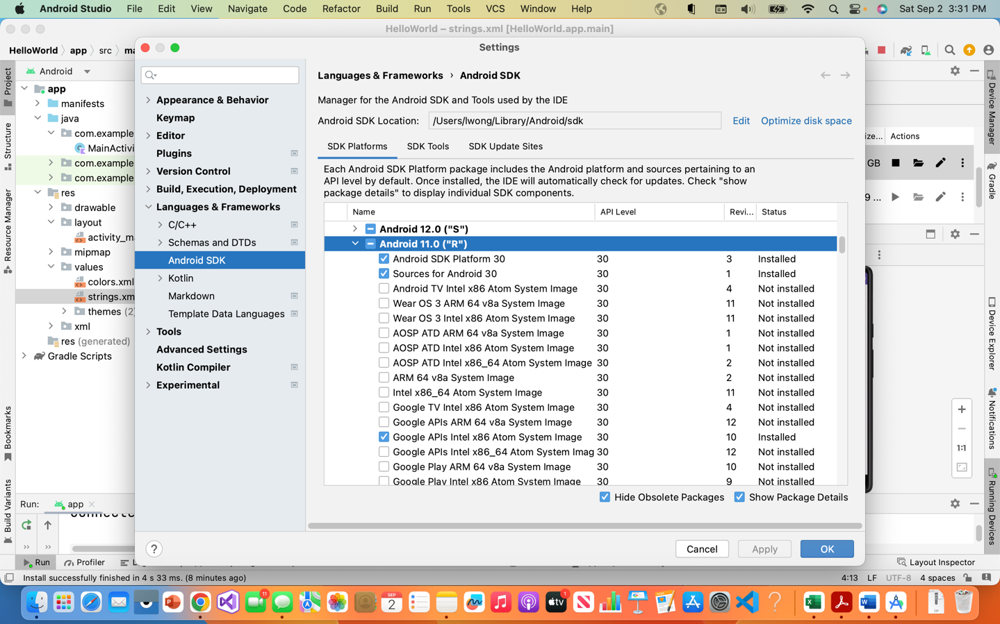 Android Studio File Edit View Navigate Code Refactor Build Run Tools VCS Window Help Sat Sep 2 3:31 PM
HelloWorld – strings.xml [HelloWorld.app.main]
HelloWorld app src
Settings
Android
Project
Structure
Resource Manager
Bookmarks
Build Variants
app
manifests
java
com.example
MainActivi
com.example
com.example
res
drawable
layout
activity_m
mipmap
values
colors.xml
strings.xm
themes (2)
xml
res (generated)
Gradle Scripts
Appearance & Behavior
Keymap
Editor
Plugins
Version Control
Build, Execution, Deployment
Languages & Frameworks
C/C++
Schemas and DTDs
Android SDK
Kotlin
Markdown
Template Data Languages
Tools
Advanced Settings
Kotlin Compiler
Experimental
Languages & Frameworks › Android SDK
Manager for the Android SDK and Tools used by the IDE
Android SDK Location: /Users/lwong/Library/Android/sdk Edit Optimize disk space
SDK Platforms SDK Tools SDK Update Sites
Each Android SDK Platform package includes the Android platform and sources pertaining to an
API level by default. Once installed, the IDE will automatically check for updates. Check "show
package details" to display individual SDK components.
Name API Level Revi... Status
Android 12.0 ("S")
Android 11.0 ("R")
Android SDK Platform 30 30 3 Installed
Sources for Android 30 30 1 Installed
Android TV Intel x86 Atom System Image 30 4 Not installed
Wear OS 3 ARM 64 v8a System Image 30 11 Not installed
Wear OS 3 Intel x86 Atom System Image 30 11 Not installed
AOSP ATD ARM 64 v8a System Image 30 1 Not installed
AOSP ATD Intel x86 Atom System Image 30 1 Not installed
AOSP ATD Intel x86_64 Atom System Image 30 2 Not installed
ARM 64 v8a System Image 30 2 Not installed
Intel x86_64 Atom System Image 30 11 Not installed
Google TV Intel x86 Atom System Image 30 4 Not installed
Google APIs ARM 64 v8a System Image 30 12 Not installed
Google APIs Intel x86 Atom System Image 30 10 Installed
Google APIs Intel x86_64 Atom System Imag 30 12 Not installed
Google Play ARM 64 v8a System Image 30 10 Not installed
Google Play Intel x86 Atom System Image 30 9 Not installed
Hide Obsolete Packages Show Package Details
? Cancel Apply OK
ize... Actions
GB
9 ...
1:1
Device Manager
Gradle
Device Explorer
Notifications
Running Devices
Run: app
Run Profiler
Layout Inspector
Install successfully finished in 4 s 33 ms. (8 minutes ago) 4:13 LF UTF-8 4 spaces
11
SEP
2
1